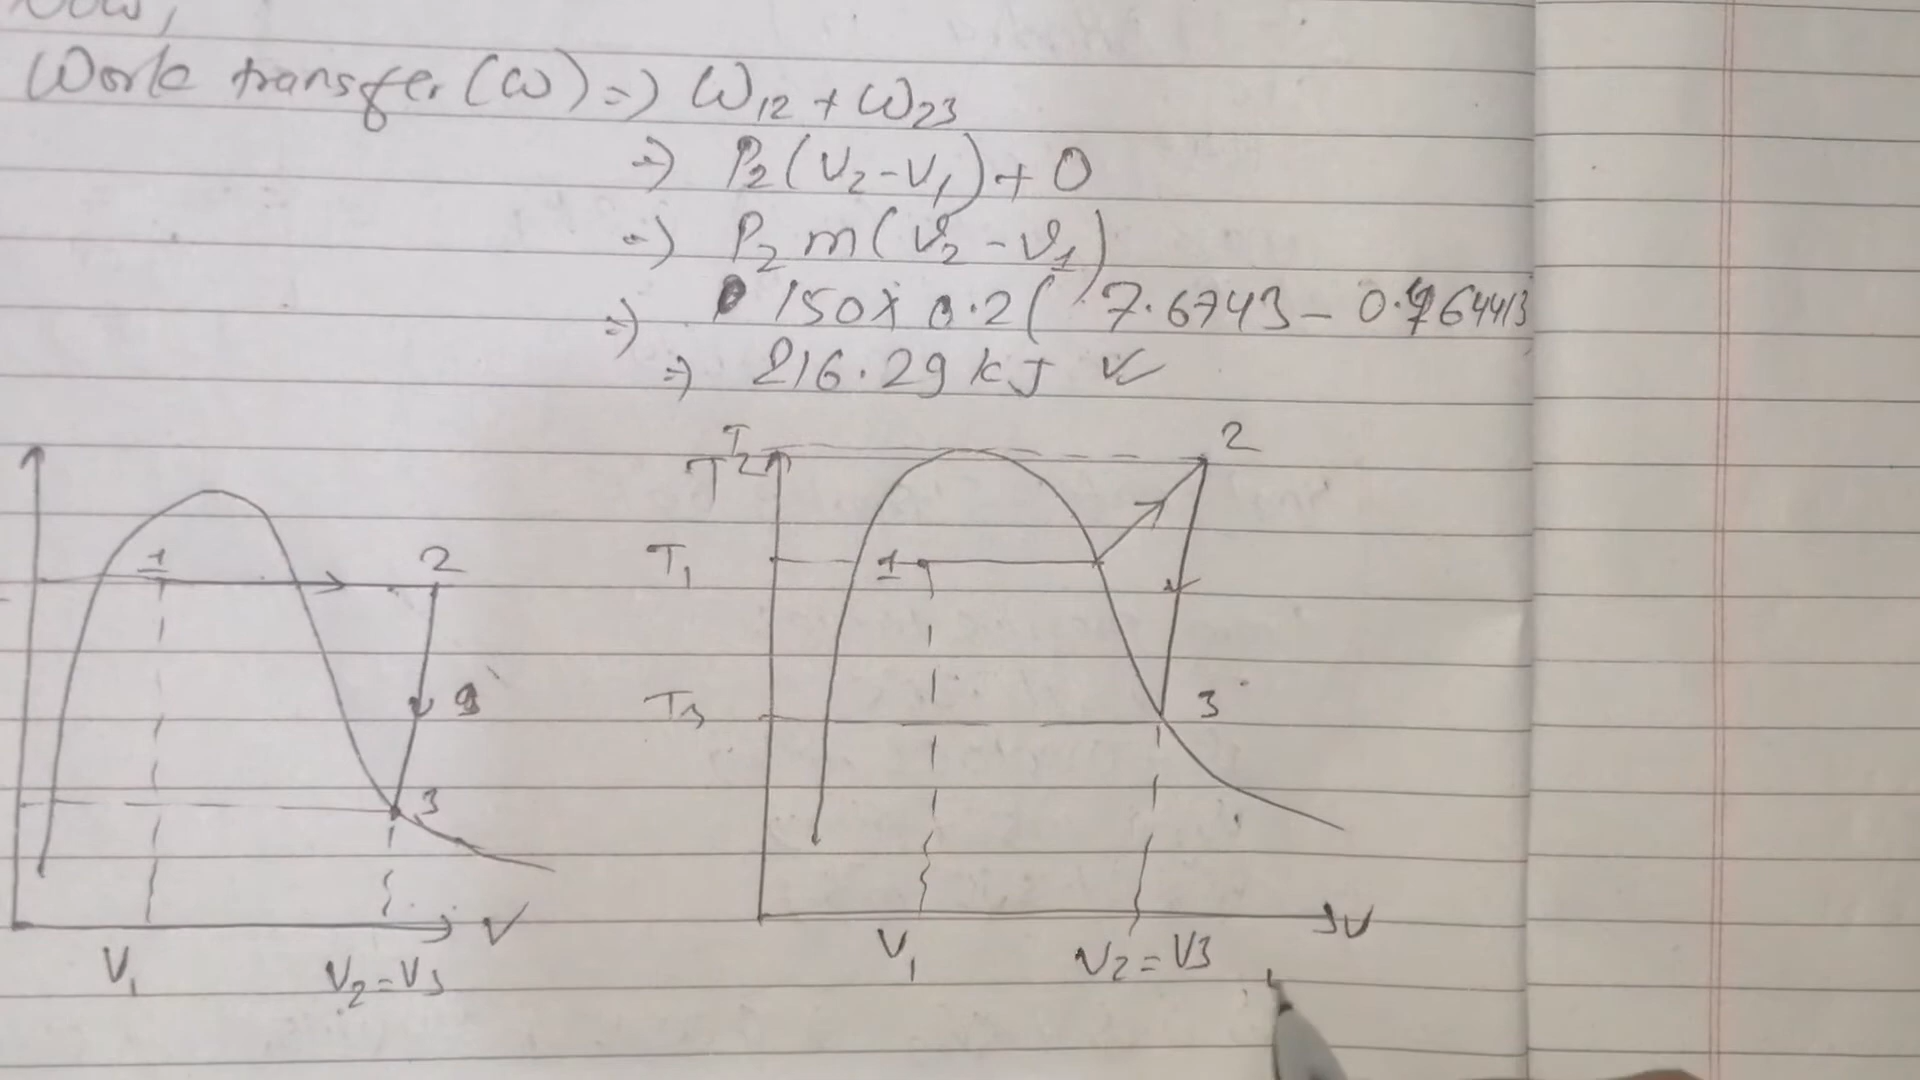 Now,
Work transfer (W) => W12 + W23
=> P2 (V2 - V1) + 0
=> P2 m (v2 - v1)
=> 150 x 0.2 ( 7.6743 - 0.464413
=> 216.29 kJ
T2
T
2
1
2
T1
1
3
T3
3
V
V
V1
V2 = V3
V1
V2 = V3